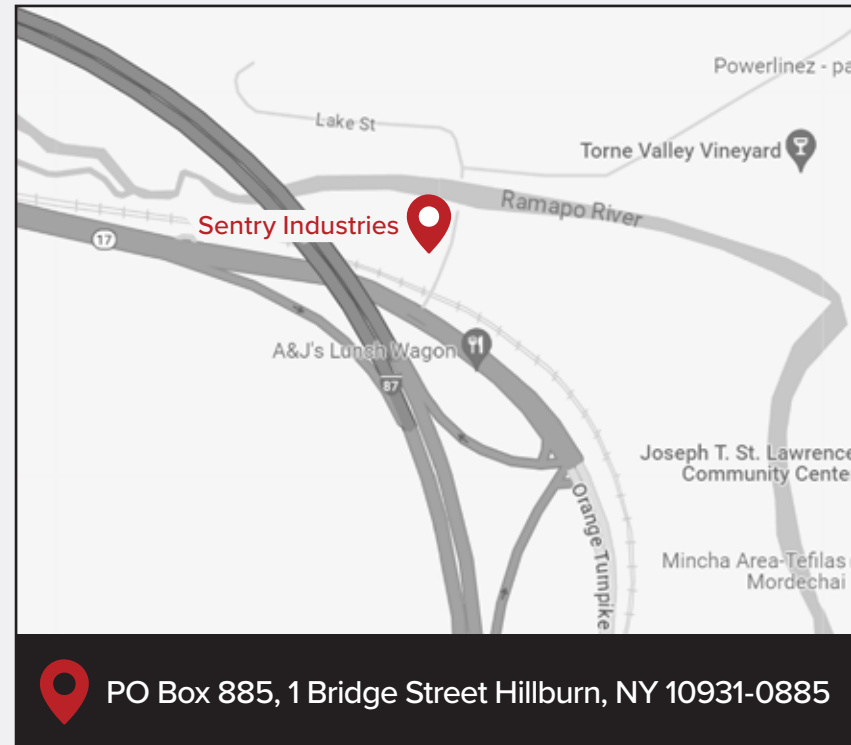 Powerlinez - pa
Lake St
Torne Valley Vineyard
Ramapo River
Sentry Industries
17
A&J's Lunch Wagon
87
Joseph T. St. Lawrence
Community Cente
Orange Turnpike
Mincha Area-Tefilas
Mordechai
PO Box 885, 1 Bridge Street Hillburn, NY 10931-0885